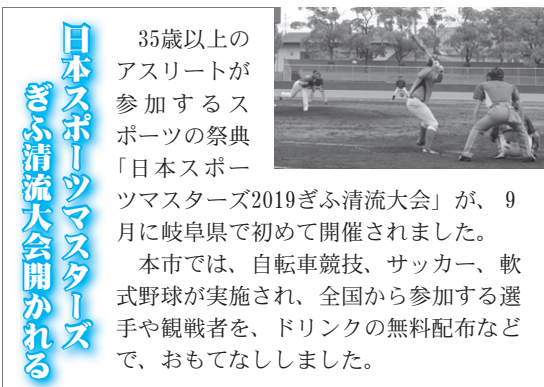 日本スポーツマスターズ
ぎふ清流大会開かれる
35歳以上の
アスリートが
参加するス
ポーツの祭典
「日本スポー
ツマスターズ2019ぎふ清流大会」が、9
月に岐阜県で初めて開催されました。
本市では、自転車競技、サッカー、軟
式野球が実施され、全国から参加する選
手や観戦者を、ドリンクの無料配布など
で、おもてなししました。